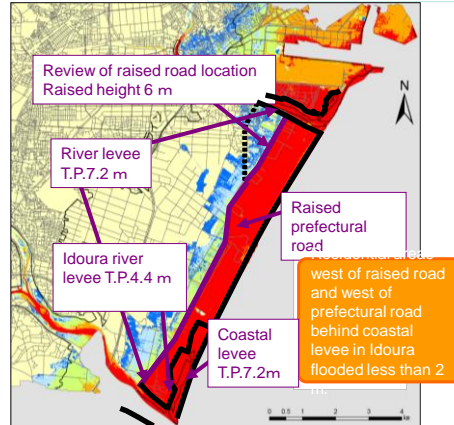 Review of raised road location
Raised height 6 m
N
River levee
T.P.7.2 m
Raised
prefectural
road
Idoura river
levee T.P.4.4 m
Residential areas
west of raised road
and west of
prefectural road
behind coastal
levee in Idoura
flooded less than 2
m.
Coastal
levee
T.P.7.2m
0 0.5 1 2 3 4